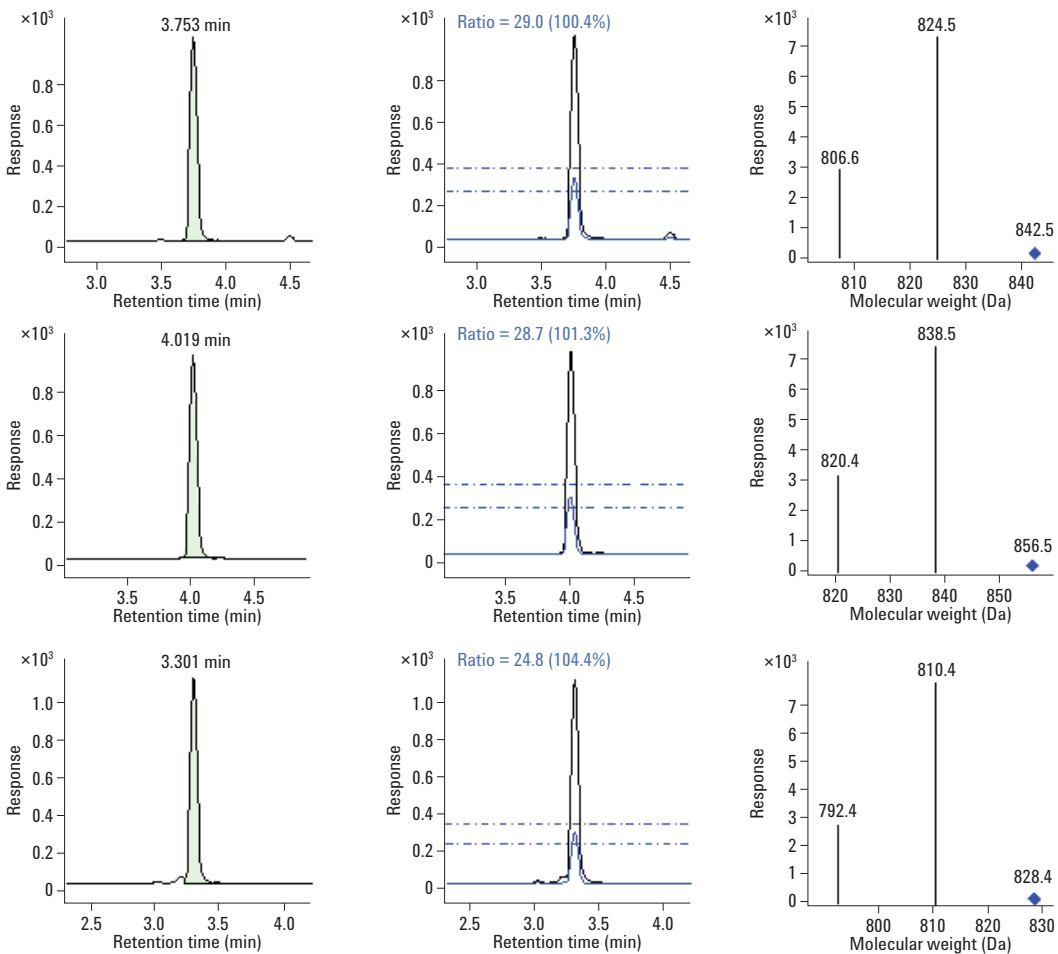 ×10³
3.753 min
Response
0.8
0.6
0.4
0.2
0
3.0 3.5 4.0 4.5
Retention time (min)
×10³
Ratio = 29.0 (100.4%)
Response
0.8
0.6
0.4
0.2
0
3.0 3.5 4.0 4.5
Retention time (min)
×10³
824.5
806.6
842.5
Response
7
6
5
4
3
2
1
0
810 820 830 840
Molecular weight (Da)
×10³
4.019 min
Response
0.8
0.6
0.4
0.2
0
3.5 4.0 4.5
Retention time (min)
×10³
Ratio = 28.7 (101.3%)
Response
0.8
0.6
0.4
0.2
0
3.5 4.0 4.5
Retention time (min)
×10³
838.5
820.4
856.5
Response
7
6
5
4
3
2
1
0
820 830 840 850
Molecular weight (Da)
×10³
3.301 min
Response
1.0
0.8
0.6
0.4
0.2
0
2.5 3.0 3.5 4.0
Retention time (min)
×10³
Ratio = 24.8 (104.4%)
Response
1.0
0.8
0.6
0.4
0.2
0
2.5 3.0 3.5 4.0
Retention time (min)
×10³
810.4
792.4
828.4
Response
7
6
5
4
3
2
1
0
800 810 820 830
Molecular weight (Da)